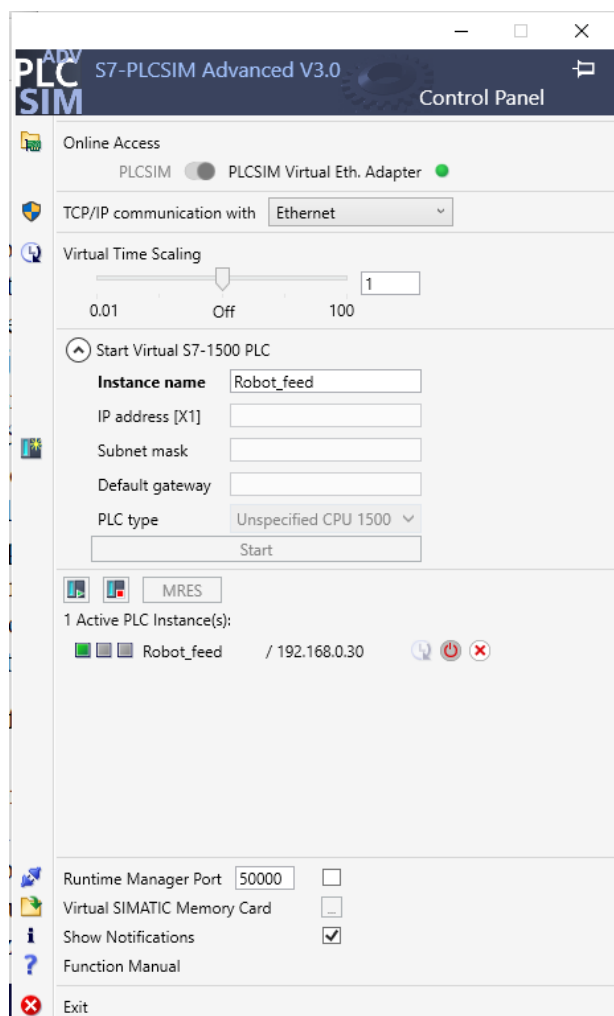 ADV
PLC
SIM
S7-PLCSIM Advanced V3.0
Control Panel
Online Access
PLCSIM PLCSIM Virtual Eth. Adapter
TCP/IP communication with Ethernet
Virtual Time Scaling
1
0.01 Off 100
Start Virtual S7-1500 PLC
Instance name Robot_feed
IP address [X1]
Subnet mask
Default gateway
PLC type Unspecified CPU 1500
Start
MRES
1 Active PLC Instance(s):
Robot_feed / 192.168.0.30
Runtime Manager Port 50000
Virtual SIMATIC Memory Card ...
Show Notifications
Function Manual
Exit